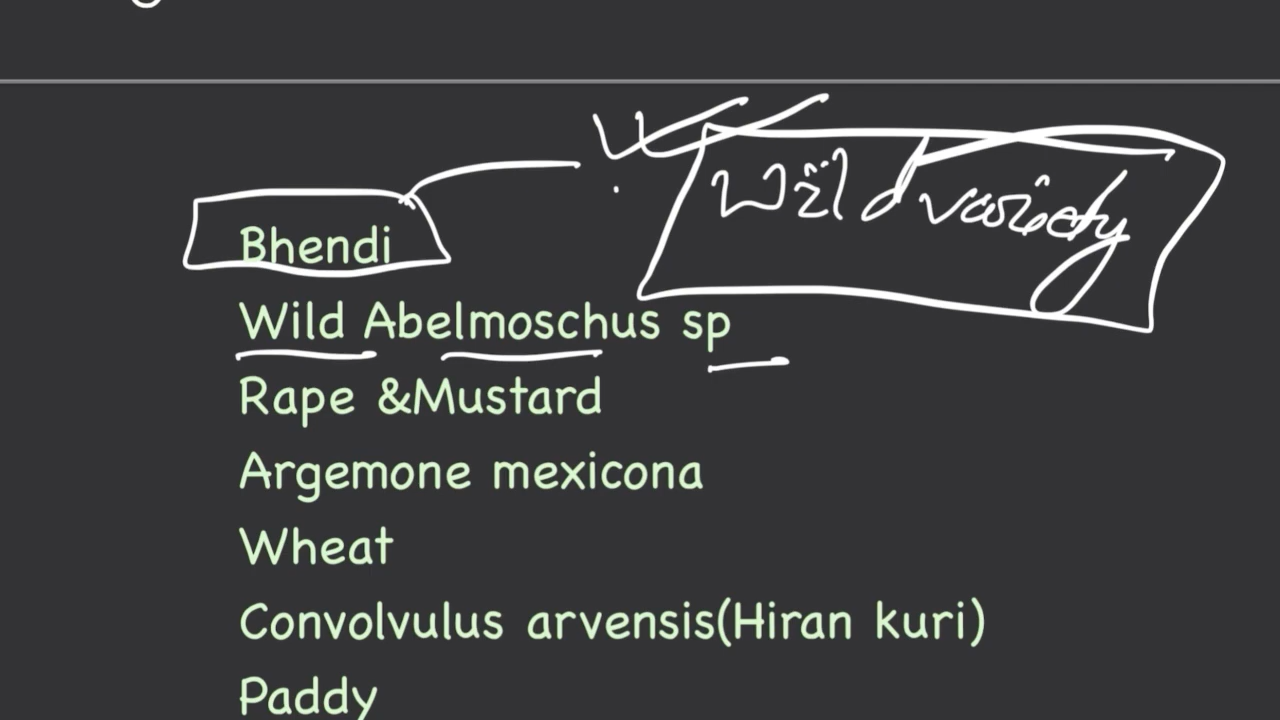 Wild variety
Bhendi
Wild Abelmoschus sp
Rape &Mustard
Argemone mexicona
Wheat
Convolvulus arvensis(Hiran kuri)
Paddy